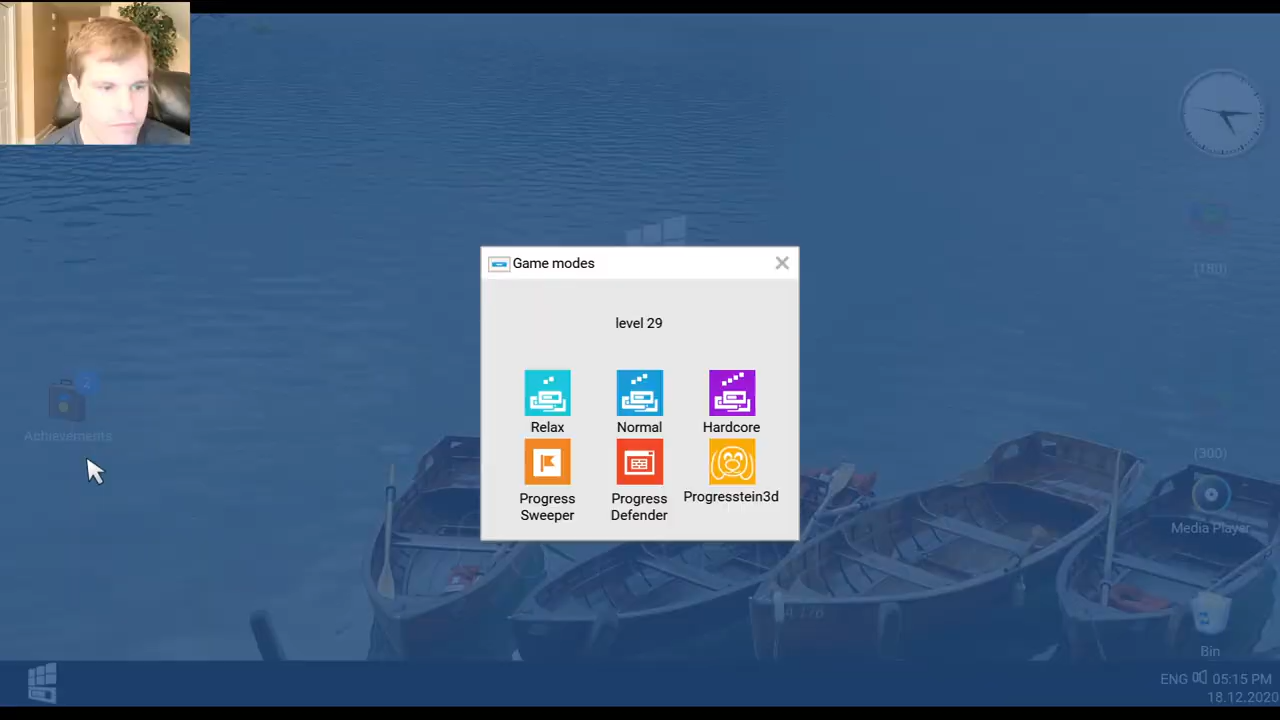 Game modes
level 29
Relax
Normal
Hardcore
Progress
Sweeper
Progress
Defender
Progresstein3d
2
Achievements
(180)
(300)
Media Player
Bin
ENG 05:15 PM
18.12.2020